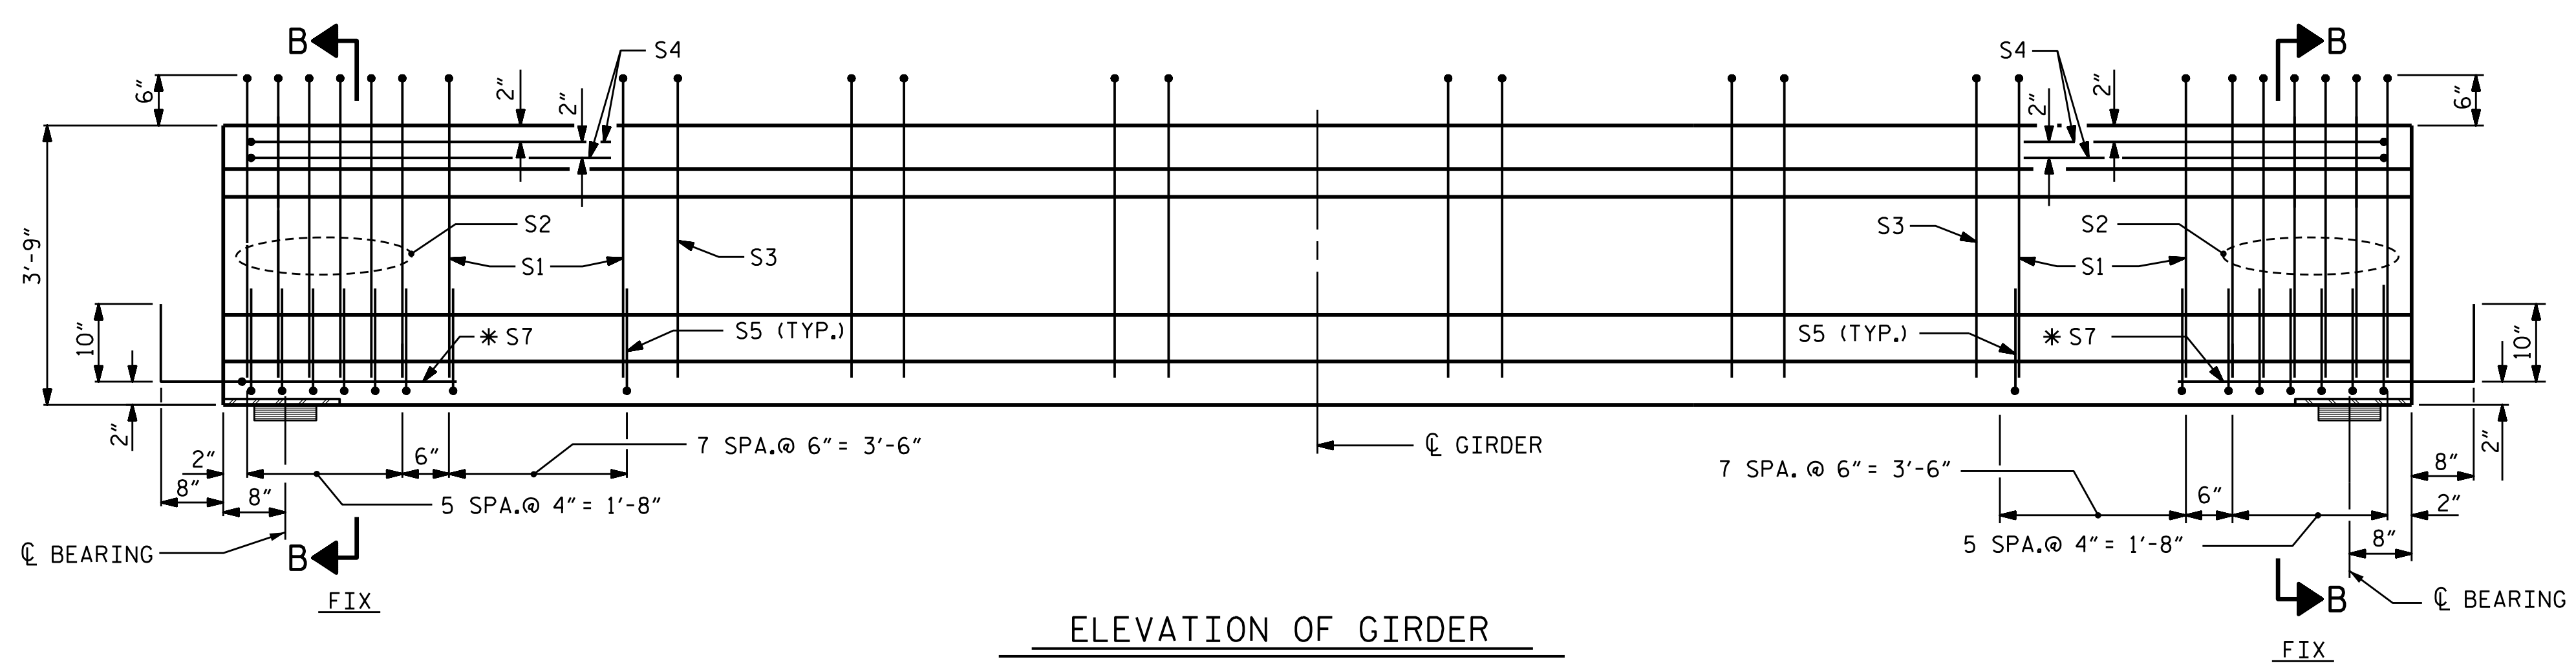 B
B
S4
S4
6"
2"
2"
2"
2"
6"
3'-9"
S2
S1
S3
S3
S2
S1
10"
✳ S7
S5 (TYP.)
S5 (TYP.)
✳ S7
10"
2"
2"
6"
7 SPA.@ 6"= 3'-6"
℄ GIRDER
7 SPA. @ 6"= 3'-6"
8"
2"
8"
8"
5 SPA.@ 4"= 1'-8"
6"
2"
5 SPA.@ 4"= 1'-8"
8"
℄ BEARING
B
B
℄ BEARING
FIX
ELEVATION OF GIRDER
FIX